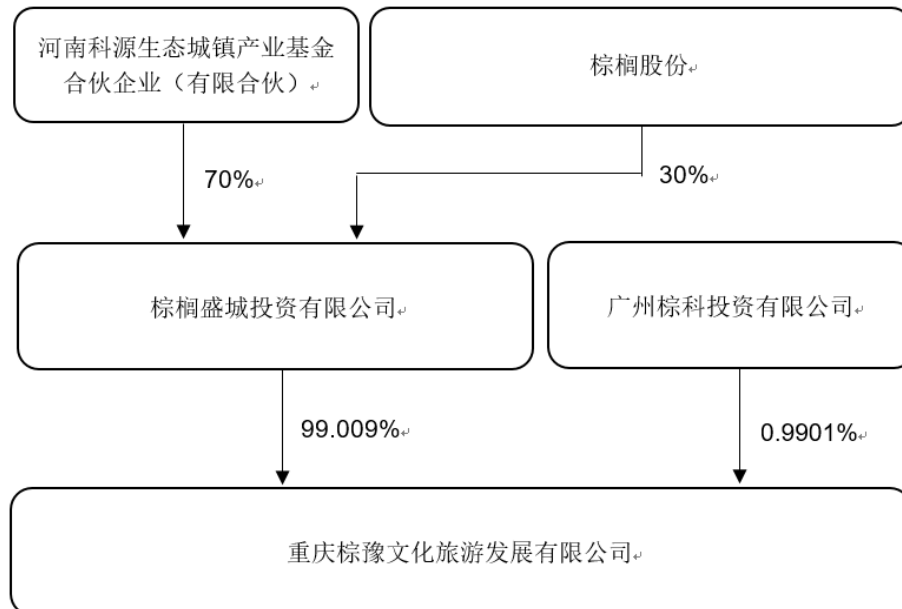 河南科源生态城镇产业基金
合伙企业（有限合伙）
棕榈股份
70%
30%
棕榈盛城投资有限公司
广州棕科投资有限公司
99.009%
0.9901%
重庆棕豫文化旅游发展有限公司